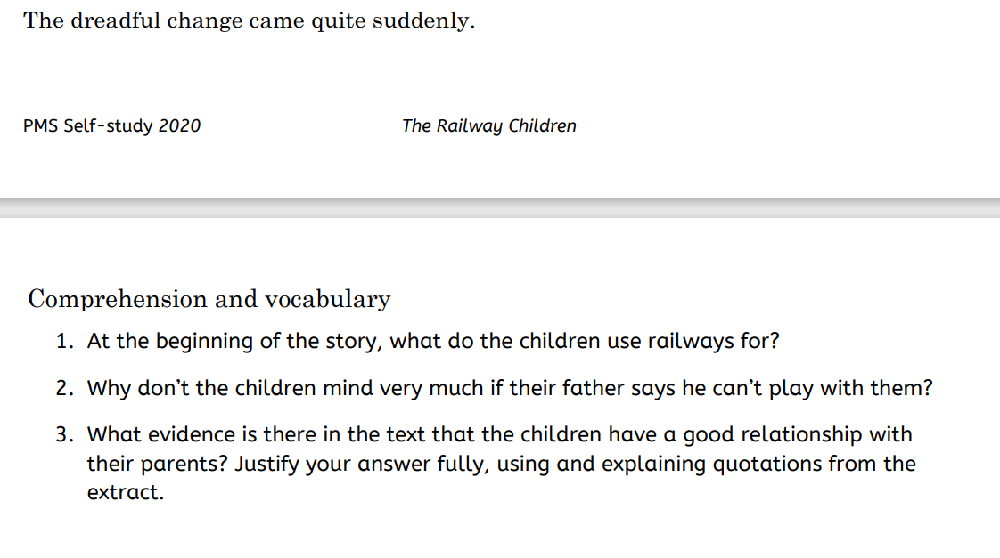 The dreadful change came quite suddenly.
PMS Self-study 2020
The Railway Children
Comprehension and vocabulary
1. At the beginning of the story, what do the children use railways for?
2. Why don’t the children mind very much if their father says he can’t play with them?
3. What evidence is there in the text that the children have a good relationship with
their parents? Justify your answer fully, using and explaining quotations from the
extract.